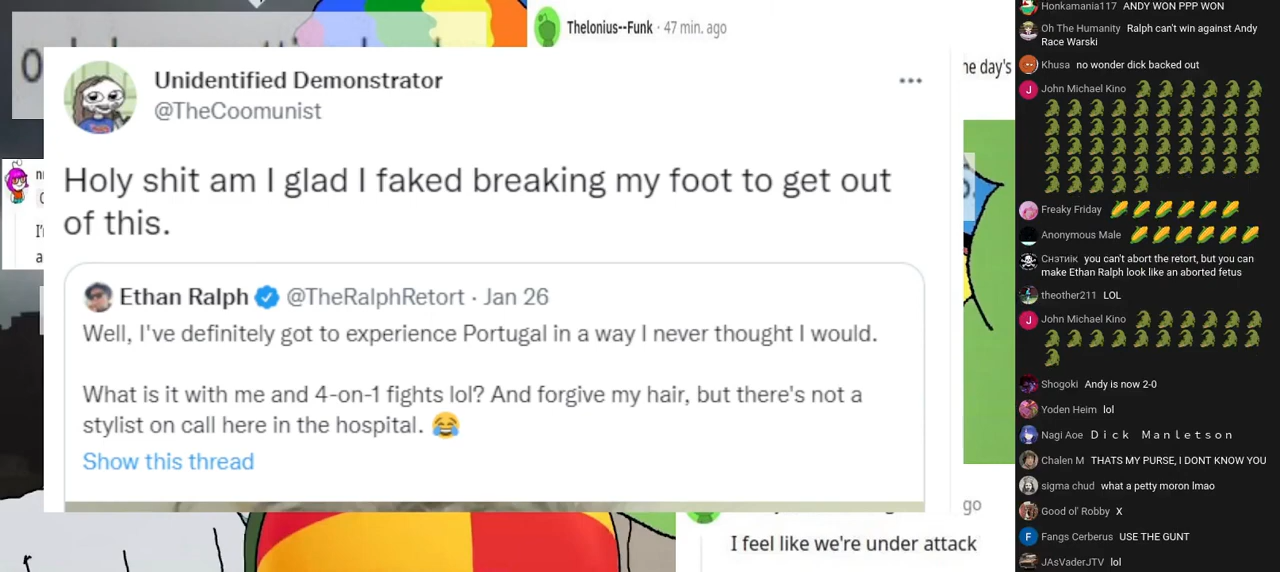 Thelonius--Funk · 47 min. ago
Unidentified Demonstrator
@TheCoomunist
Holy shit am I glad I faked breaking my foot to get out
of this.
Ethan Ralph @TheRalphRetort · Jan 26
Well, I've definitely got to experience Portugal in a way I never thought I would.
What is it with me and 4-on-1 fights lol? And forgive my hair, but there's not a
stylist on call here in the hospital. 😂
Show this thread
day's
go
I feel like we're under attack
Honkamania117 ANDY WON PPP WON
Oh The Humanity Ralph can't win against Andy
Race Warski
Khusa no wonder dick backed out
John Michael Kino 🐊🐊🐊🐊🐊🐊🐊
🐊🐊🐊🐊🐊🐊🐊🐊🐊🐊
🐊🐊🐊🐊🐊🐊🐊🐊🐊🐊
🐊🐊🐊🐊🐊🐊🐊🐊🐊🐊
🐊🐊🐊🐊🐊🐊🐊🐊🐊🐊
🐊🐊🐊🐊🐊
Freaky Friday 🌽🌽🌽🌽🌽🌽
Anonymous Male 🌽🌽🌽🌽🌽🌽
Снэтиік you can't abort the retort, but you can
make Ethan Ralph look like an aborted fetus
theother211 LOL
John Michael Kino 🐊🐊🐊🐊🐊🐊🐊
🐊🐊🐊🐊🐊🐊🐊🐊🐊🐊
🐊
Shogoki Andy is now 2-0
Yoden Heim lol
Nagi Aoe Ｄｉｃｋ Ｍａｎｌｅｔｓｏｎ
Chalen M THATS MY PURSE, I DONT KNOW YOU
sigma chud what a petty moron lmao
Good ol' Robby X
Fangs Cerberus USE THE GUNT
JAsVaderJTV lol